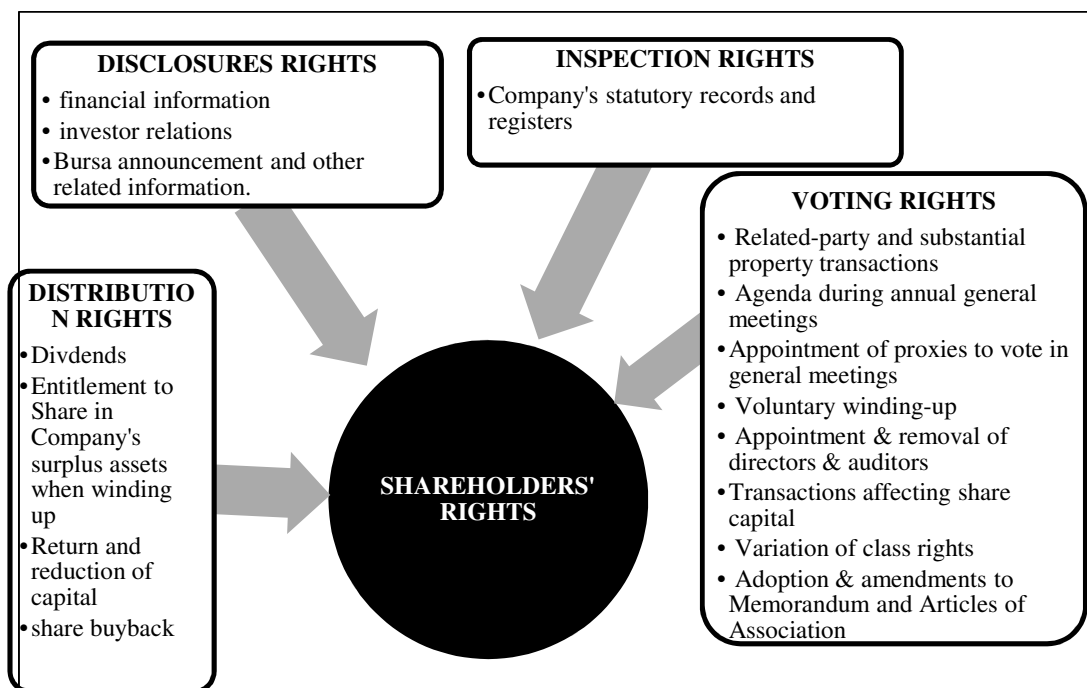 DISCLOSURES RIGHTS
• financial information
• investor relations
• Bursa announcement and other
related information.
INSPECTION RIGHTS
• Company's statutory records and
registers
VOTING RIGHTS
• Related-party and substantial
property transactions
• Agenda during annual general
meetings
• Appointment of proxies to vote in
general meetings
• Voluntary winding-up
• Appointment & removal of
directors & auditors
• Transactions affecting share
capital
• Variation of class rights
• Adoption & amendments to
Memorandum and Articles of
Association
DISTRIBUTIO
N RIGHTS
• Divdends
• Entitlement to
Share in
Company's
surplus assets
when winding
up
• Return and
reduction of
capital
• share buyback
SHAREHOLDERS'
RIGHTS